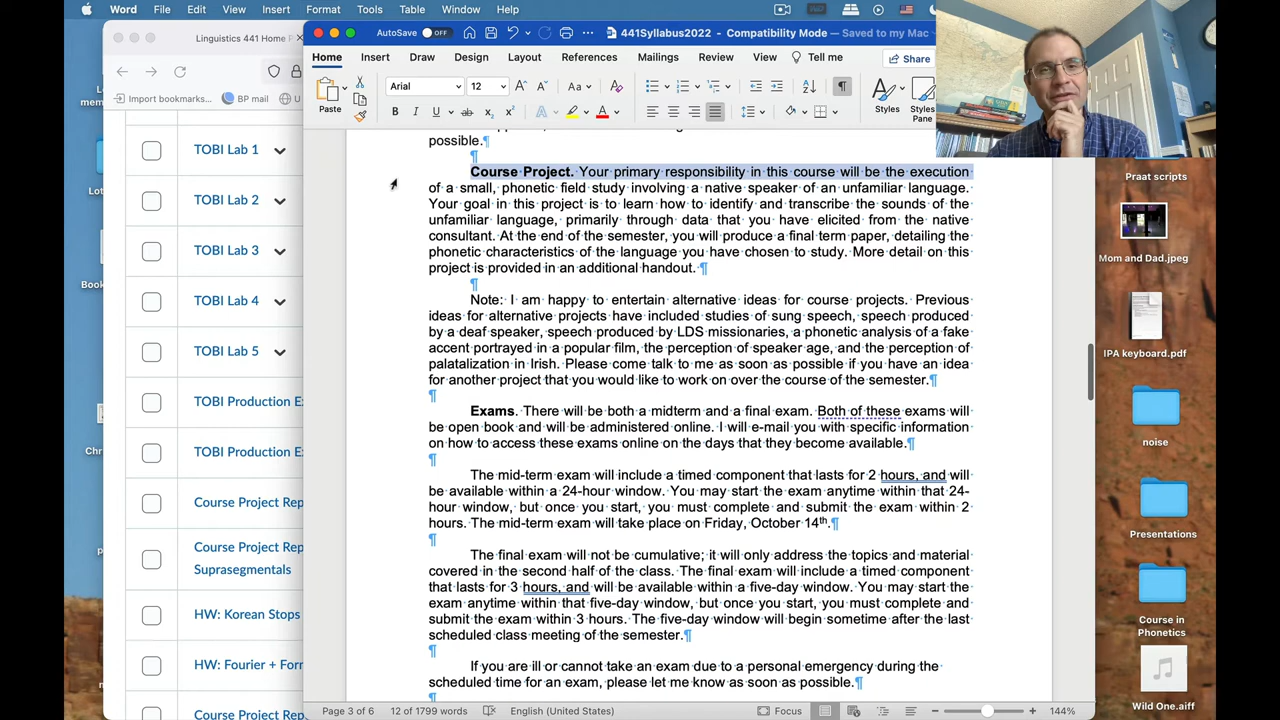 Word File Edit View Insert Format Tools Table Window Help
Linguistics 441 Home P
AutoSave OFF 441Syllabus2022 - Compatibility Mode — Saved to my Mac
Home Insert Draw Design Layout References Mailings Review View Tell me Share
Import bookmarks... BP mail U
Paste Arial 12 Aa A Styles Styles Pane
B I U ab x₂ x² A A
possible.¶
¶
Course Project. Your primary responsibility in this course will be the execution
of a small, phonetic field study involving a native speaker of an unfamiliar language.
Your goal in this project is to learn how to identify and transcribe the sounds of the
unfamiliar language, primarily through data that you have elicited from the native
consultant. At the end of the semester, you will produce a final term paper, detailing the
phonetic characteristics of the language you have chosen to study. More detail on this
project is provided in an additional handout. ¶
¶
Note: I am happy to entertain alternative ideas for course projects. Previous
ideas for alternative projects have included studies of sung speech, speech produced
by a deaf speaker, speech produced by LDS missionaries, a phonetic analysis of a fake
accent portrayed in a popular film, the perception of speaker age, and the perception of
palatalization in Irish. Please come talk to me as soon as possible if you have an idea
for another project that you would like to work on over the course of the semester.¶
¶
Exams. There will be both a midterm and a final exam. Both of these exams will
be open book and will be administered online. I will e-mail you with specific information
on how to access these exams online on the days that they become available.¶
¶
The mid-term exam will include a timed component that lasts for 2 hours, and will
be available within a 24-hour window. You may start the exam anytime within that 24-
hour window, but once you start, you must complete and submit the exam within 2
hours. The mid-term exam will take place on Friday, October 14th.¶
¶
The final exam will not be cumulative; it will only address the topics and material
covered in the second half of the class. The final exam will include a timed component
that lasts for 3 hours, and will be available within a five-day window. You may start the
exam anytime within that five-day window, but once you start, you must complete and
submit the exam within 3 hours. The five-day window will begin sometime after the last
scheduled class meeting of the semester.¶
¶
If you are ill or cannot take an exam due to a personal emergency during the
scheduled time for an exam, please let me know as soon as possible.¶
¶
Page 3 of 6 12 of 1799 words English (United States) Focus 144%
TOBI Lab 1
TOBI Lab 2
TOBI Lab 3
TOBI Lab 4
TOBI Lab 5
TOBI Production E
TOBI Production E
Course Project Rep
Course Project Rep
Suprasegmentals
HW: Korean Stops
HW: Fourier + Forr
Course Project Rep
Lot
Book
Chr
Praat scripts
Mom and Dad.jpeg
IPA keyboard.pdf
noise
Presentations
Course in
Phonetics
Wild One.aiff